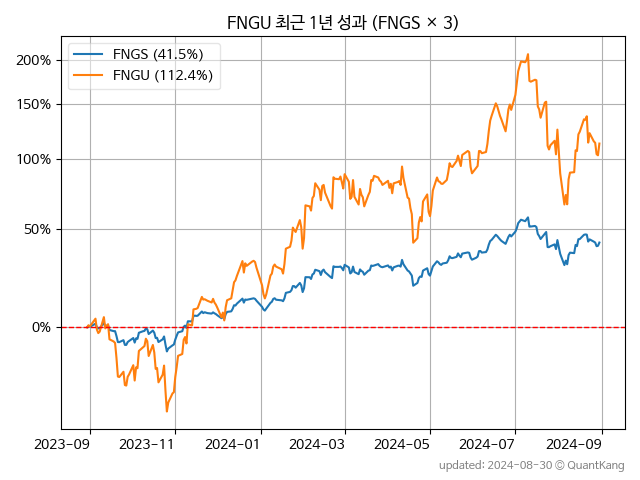 FNGU 최근 1년 성과 (FNGS × 3)
FNGS (41.5%)
FNGU (112.4%)
200%
150%
100%
50%
0%
2023-09 2023-11 2024-01 2024-03 2024-05 2024-07 2024-09
updated: 2024-08-30 © QuantKang